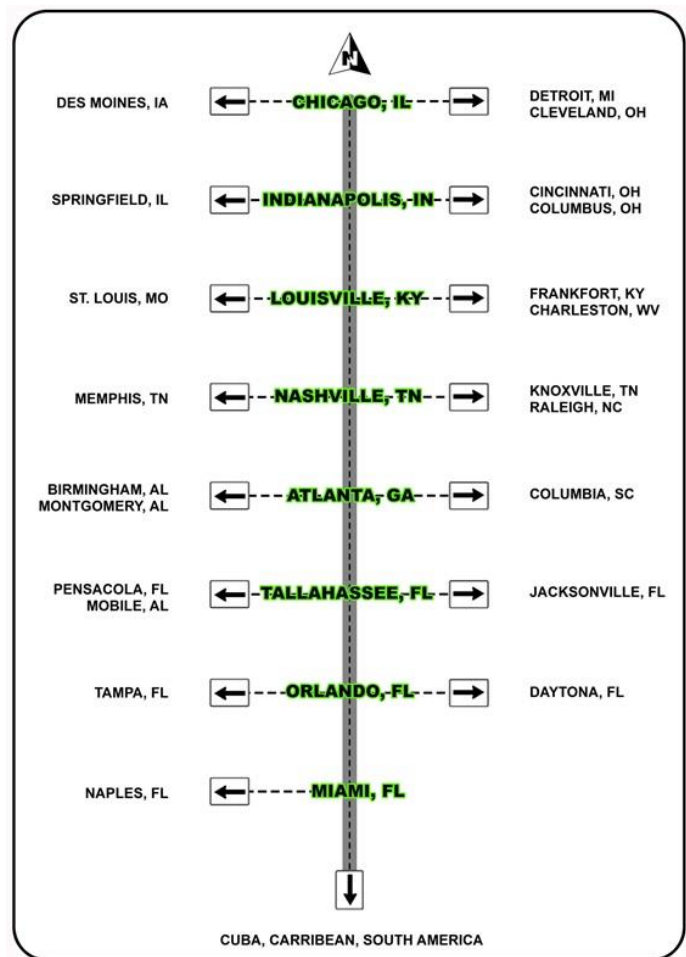 N
DES MOINES, IA
CHICAGO, IL
DETROIT, MI
CLEVELAND, OH
SPRINGFIELD, IL
INDIANAPOLIS, IN
CINCINNATI, OH
COLUMBUS, OH
ST. LOUIS, MO
LOUISVILLE, KY
FRANKFORT, KY
CHARLESTON, WV
MEMPHIS, TN
NASHVILLE, TN
KNOXVILLE, TN
RALEIGH, NC
BIRMINGHAM, AL
MONTGOMERY, AL
ATLANTA, GA
COLUMBIA, SC
PENSACOLA, FL
MOBILE, AL
TALLAHASSEE, FL
JACKSONVILLE, FL
TAMPA, FL
ORLANDO, FL
DAYTONA, FL
NAPLES, FL
MIAMI, FL
CUBA, CARRIBEAN, SOUTH AMERICA